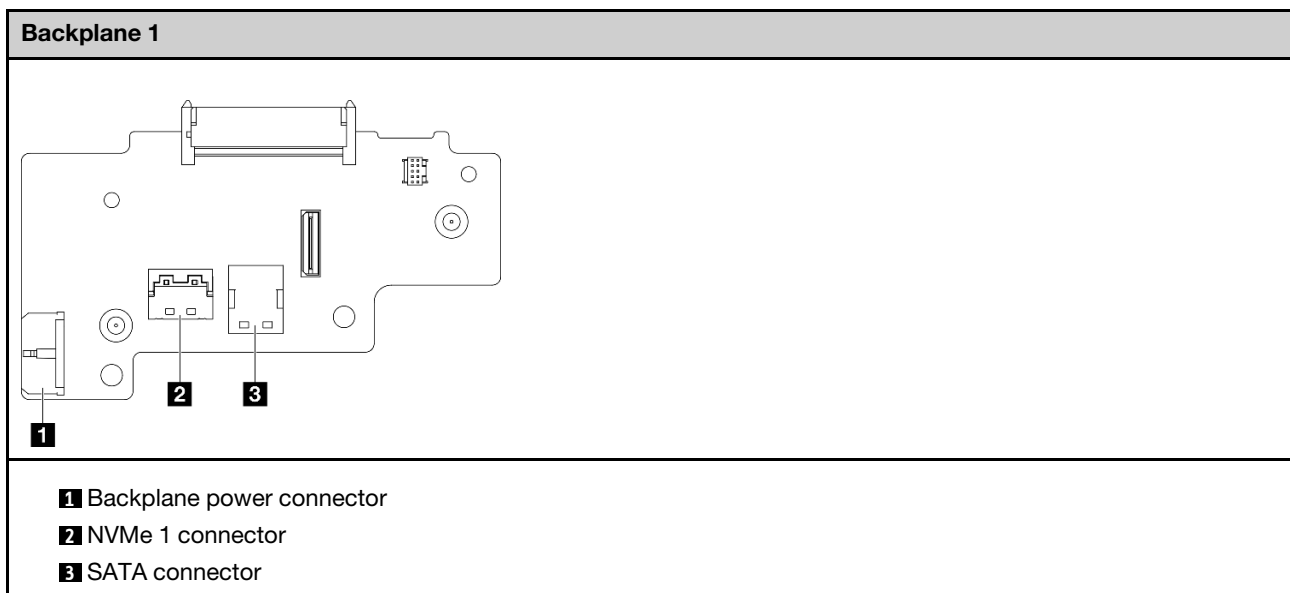 Backplane 1
2
3
1
1 Backplane power connector
2 NVMe 1 connector
3 SATA connector